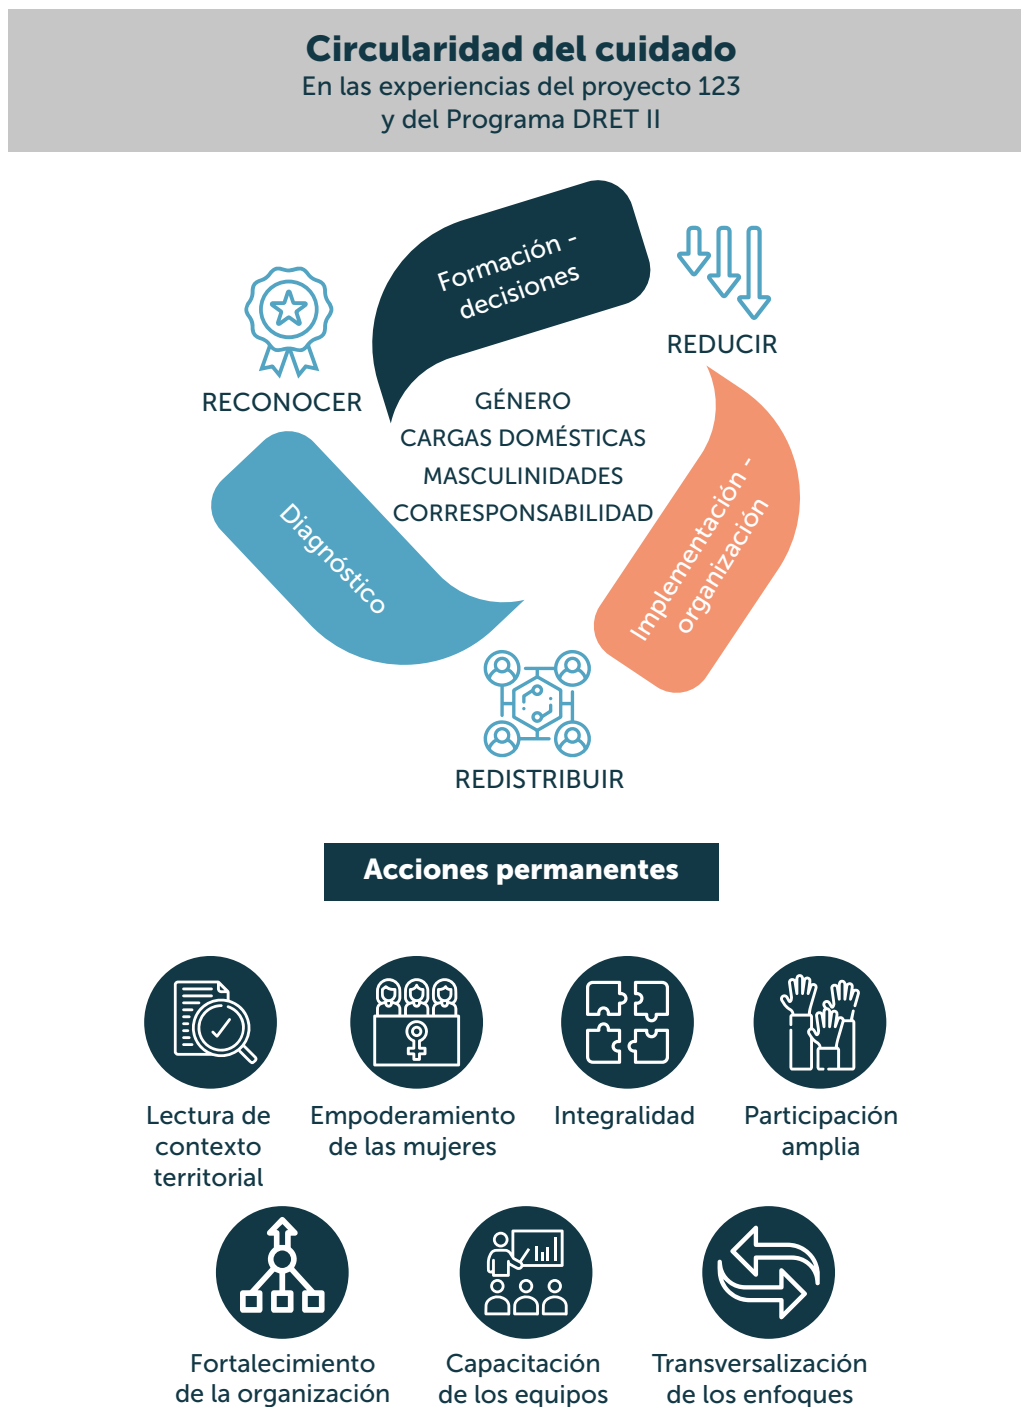 Circularidad del cuidado
En las experiencias del proyecto 123
y del Programa DRET II
Formación -
decisiones
REDUCIR
RECONOCER
GÉNERO
CARGAS DOMÉSTICAS
MASCULINIDADES
CORRESPONSABILIDAD
Diagnóstico
Implementación -
organización
REDISTRIBUIR
Acciones permanentes
Lectura de
contexto
territorial
Empoderamiento
de las mujeres
Integralidad
Participación
amplia
Fortalecimiento
de la organización
Capacitación
de los equipos
Transversalización
de los enfoques